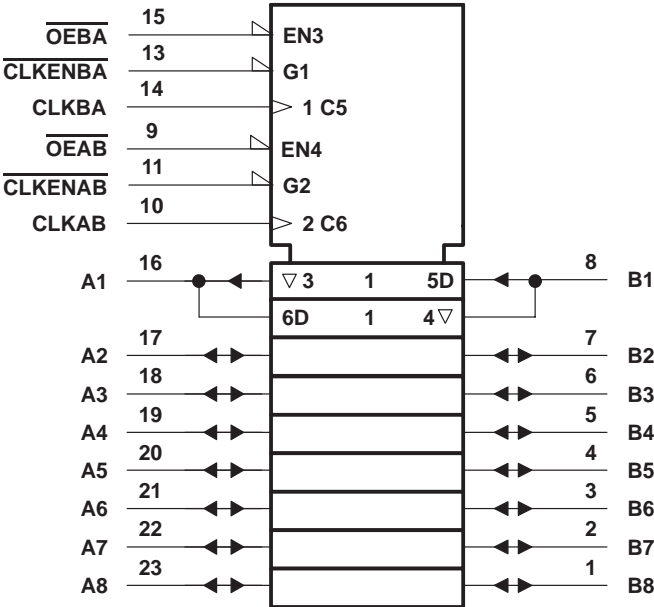 15
OEBA EN3
13
CLKENBA G1
14
CLKBA 1 C5
9
OEAB EN4
11
CLKENAB G2
10
CLKAB 2 C6
16 8
A1 ▽ 3 1 5D B1
6D 1 4 ▽
17 7
A2 B2
18 6
A3 B3
19 5
A4 B4
20 4
A5 B5
21 3
A6 B6
22 2
A7 B7
23 1
A8 B8